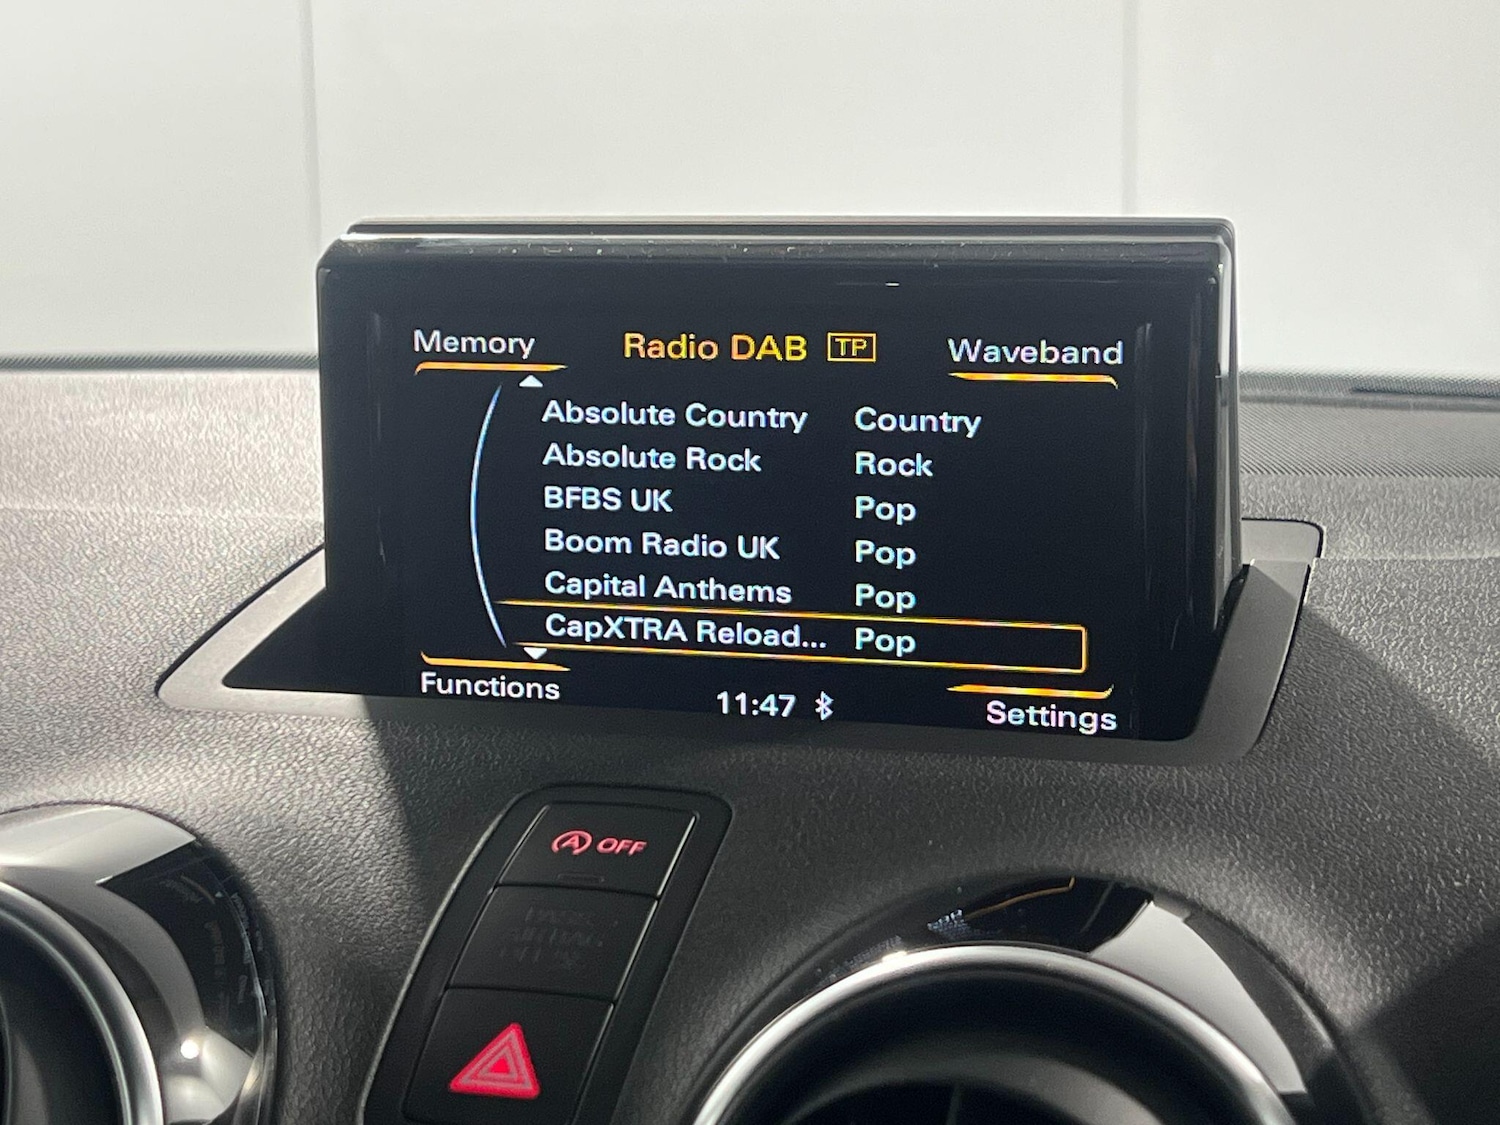 Memory Radio DAB TP Waveband
Absolute Country Country
Absolute Rock Rock
BFBS UK Pop
Boom Radio UK Pop
Capital Anthems Pop
CapXTRA Reload... Pop
Functions 11:47 Settings
A OFF